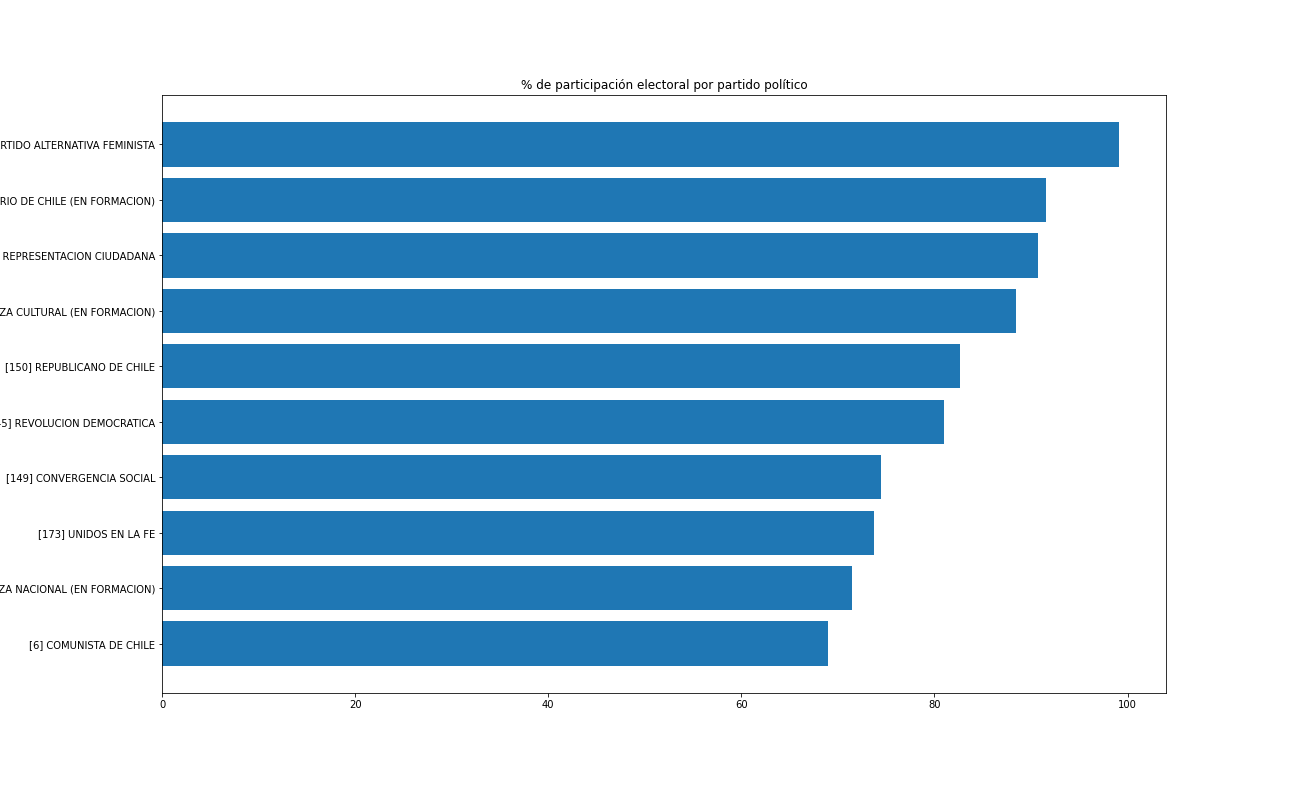 % de participación electoral por partido político
RTIDO ALTERNATIVA FEMINISTA
RIO DE CHILE (EN FORMACION)
REPRESENTACION CIUDADANA
ZA CULTURAL (EN FORMACION)
[150] REPUBLICANO DE CHILE
5] REVOLUCION DEMOCRATICA
[149] CONVERGENCIA SOCIAL
[173] UNIDOS EN LA FE
ZA NACIONAL (EN FORMACION)
[6] COMUNISTA DE CHILE
0 20 40 60 80 100